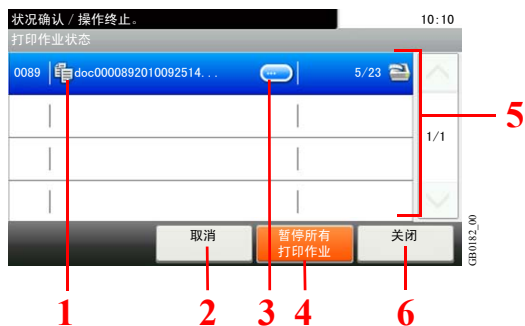 状况确认 / 操作终止。 10:10
打印作业状态
0089 doc0000892010092514... ... 5/23
5
1/1
取消 暂停所有 打印作业 关闭
GB0182_00
1 2 3 4 6